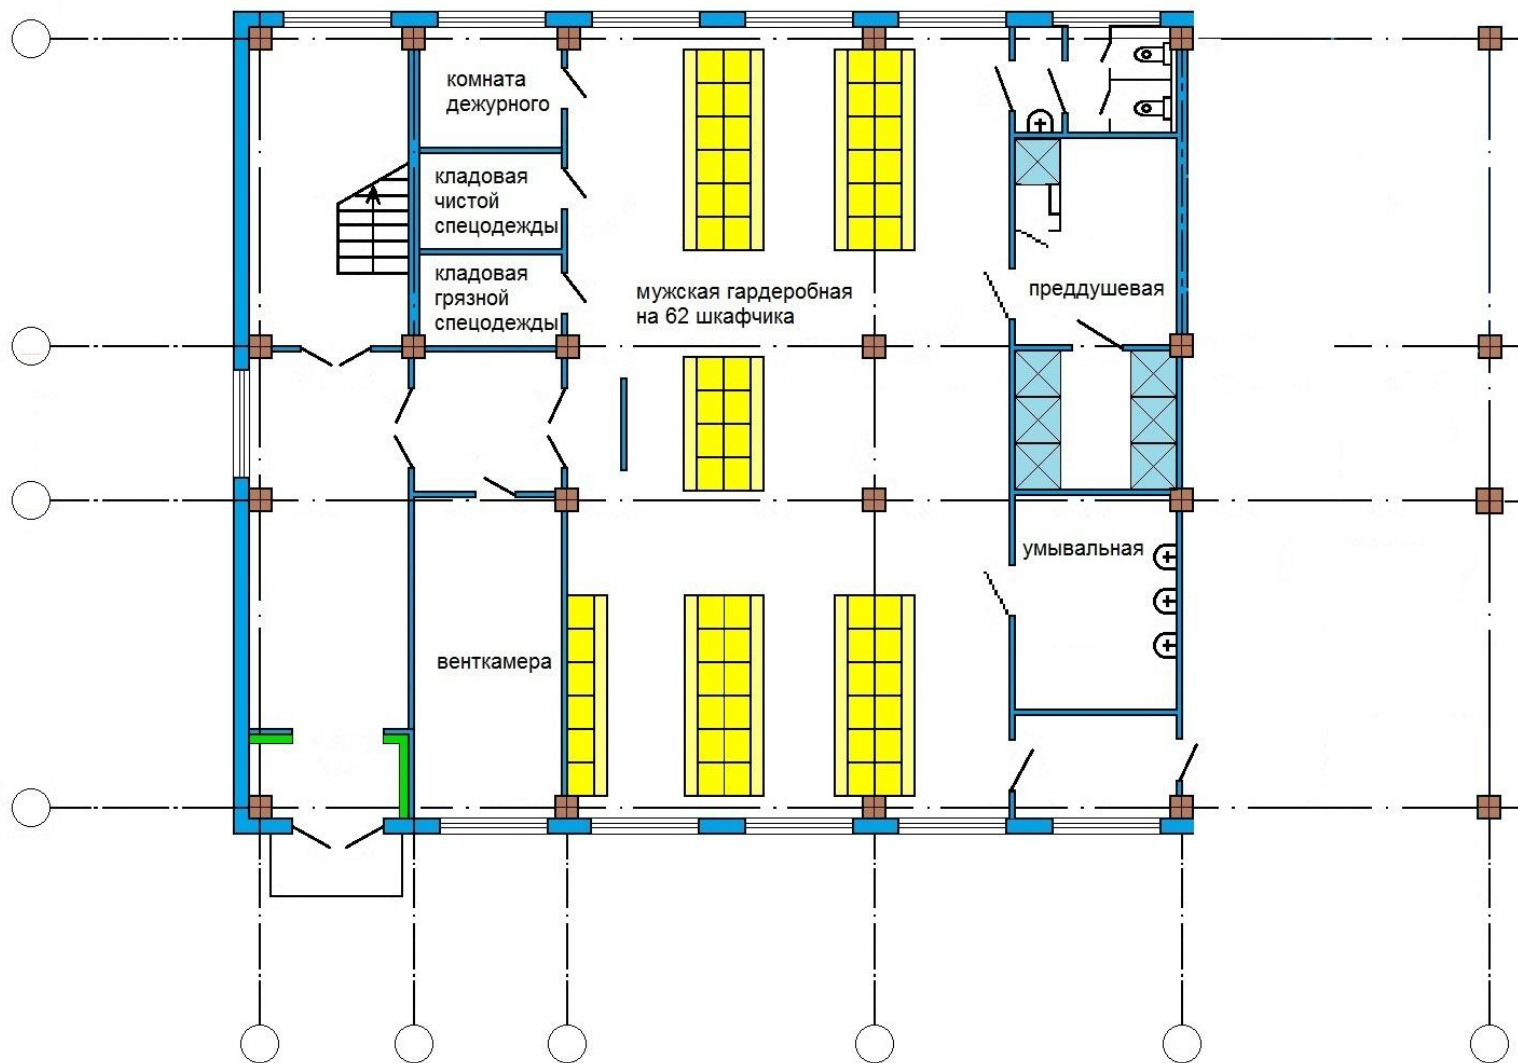 комната
дежурного
кладовая
чистой
спецодежды
кладовая
грязной
спецодежды
мужская гардеробная
на 62 шкафчика
преддушевая
умывальная
венткамера